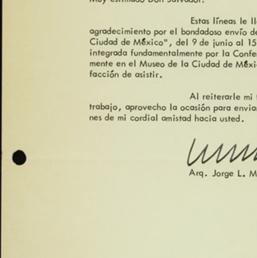 Muy estimado Don Salvador:
Estas líneas le ll
agradecimiento por el bondadoso envío de
Ciudad de México", del 9 de junio al 15
integrada fundamentalmente por la Confe
mente en el Museo de la Ciudad de Méxi
facción de asistir.
Al reiterarle mi
trabajo, aprovecho la ocasión para envia
nes de mi cordial amistad hacia usted.
Arq. Jorge L. M